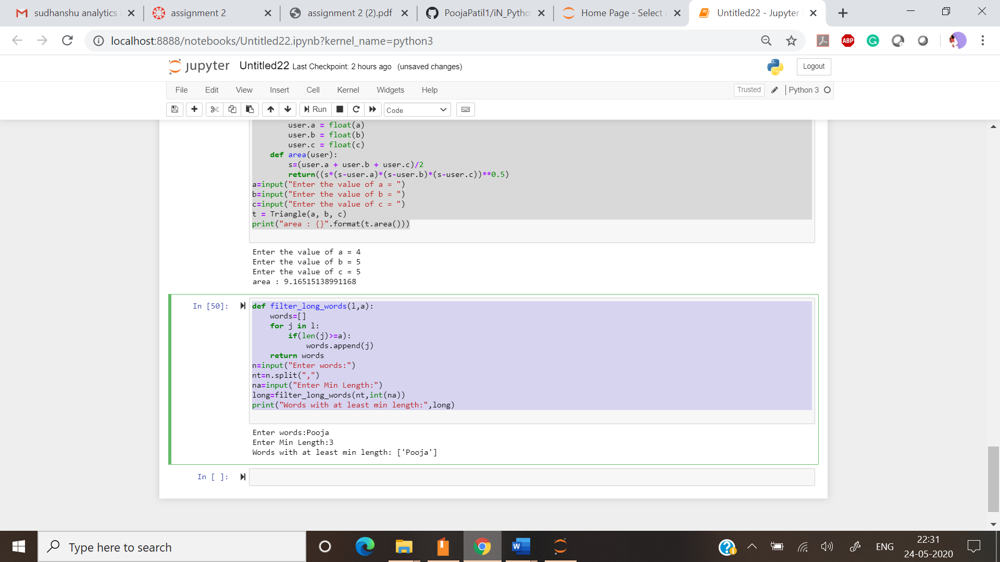 sudhanshu analytics
assignment 2
assignment 2 (2).pdf
PoojaPatil1/iN_Pytho
Home Page - Select
Untitled22 - Jupyter
localhost:8888/notebooks/Untitled22.ipynb?kernel_name=python3
ABP
jupyter Untitled22 Last Checkpoint: 2 hours ago (unsaved changes)
Logout
File Edit View Insert Cell Kernel Widgets Help
Trusted Python 3
Run Code
        user.a = float(a)
        user.b = float(b)
        user.c = float(c)
    def area(user):
        s=(user.a + user.b + user.c)/2
        return((s*(s-user.a)*(s-user.b)*(s-user.c))**0.5)
a=input("Enter the value of a = ")
b=input("Enter the value of b = ")
c=input("Enter the value of c = ")
t = Triangle(a, b, c)
print("area : {}".format(t.area()))
Enter the value of a = 4
Enter the value of b = 5
Enter the value of c = 5
area : 9.16515138991168
In [50]:
def filter_long_words(l,a):
    words=[]
    for j in l:
        if(len(j)>=a):
            words.append(j)
    return words
n=input("Enter words:")
nt=n.split(",")
na=input("Enter Min Length:")
long=filter_long_words(nt,int(na))
print("Words with at least min length:",long)
Enter words:Pooja
Enter Min Length:3
Words with at least min length: ['Pooja']
In [ ]:
Type here to search
W
ENG
22:31
24-05-2020